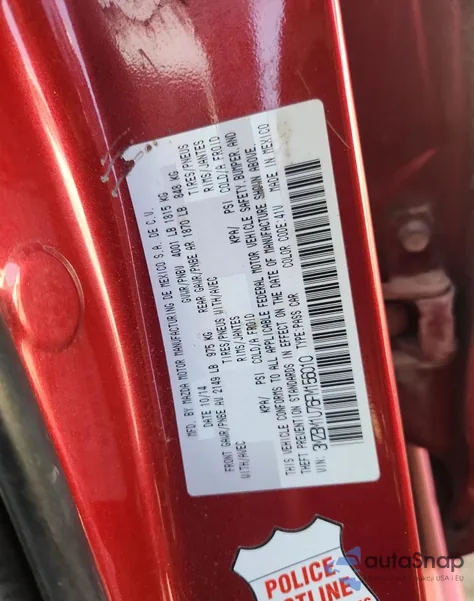 MFD. BY MAZDA MOTOR MANUFACTURING DE MEXICO S.A. DE C.V.
DATE 10/14 GVWR/PNBV 4001 LB 1815 KG
FRONT GAWR/PNBE AV 2149 LB 975 KG REAR GAWR/PNBE AR 1870 LB 848 KG
WITH/AVEC TIRES/PNEUS WITH/AVEC TIRES/PNEUS
RIMS/JANTES RIMS/JANTES
KPA/ PSI COLD/A FROID KPA/ PSI COLD/A FROID
THIS VEHICLE CONFORMS TO ALL APPLICABLE FEDERAL MOTOR VEHICLE SAFETY, BUMPER, AND
THEFT PREVENTION STANDARDS IN EFFECT ON THE DATE OF MANUFACTURE SHOWN ABOVE.
VIN: 3MZBM1U76FM156010 TYPE:PASS CAR COLOR CODE:41V MADE IN MEXICO
POLICE
autaSnap